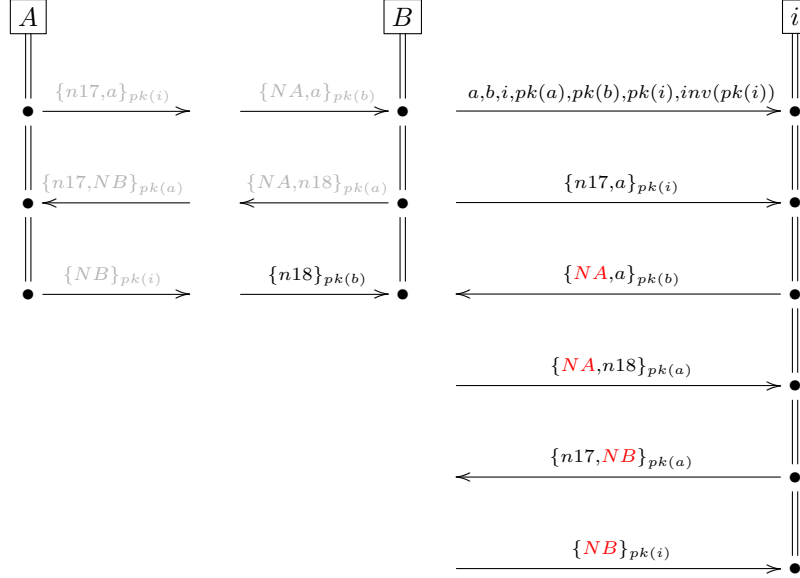 A B i
{n17,a}pk(i) {NA,a}pk(b) a,b,i,pk(a),pk(b),pk(i),inv(pk(i))
{n17,NB}pk(a) {NA,n18}pk(a) {n17,a}pk(i)
{NB}pk(i) {n18}pk(b) {NA,a}pk(b)
{NA,n18}pk(a)
{n17,NB}pk(a)
{NB}pk(i)